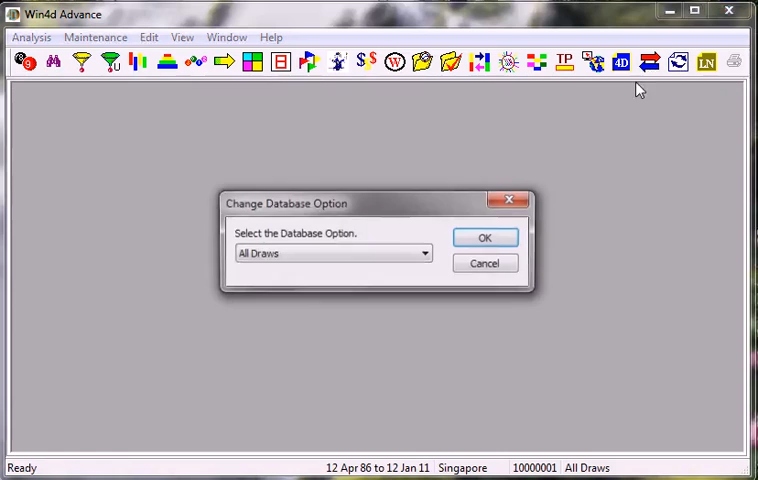 Win4d Advance
Analysis Maintenance Edit View Window Help
$$ W TP 4D LN
Change Database Option
Select the Database Option.
All Draws
OK
Cancel
Ready 12 Apr 86 to 12 Jan 11 Singapore 10000001 All Draws